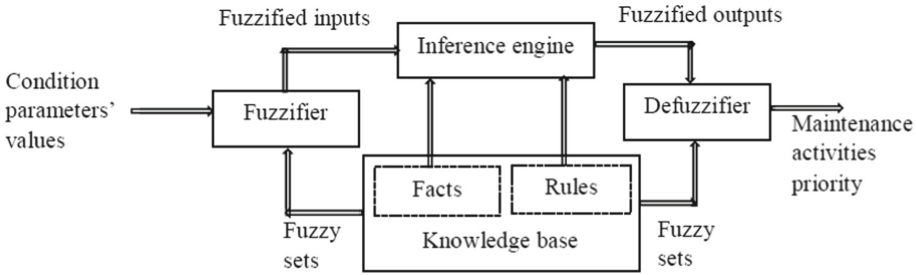 Fuzzified inputs
Fuzzified outputs
Inference engine
Condition
parameters'
values
Fuzzifier
Defuzzifier
Maintenance
activities
priority
Facts
Rules
Knowledge base
Fuzzy
sets
Fuzzy
sets